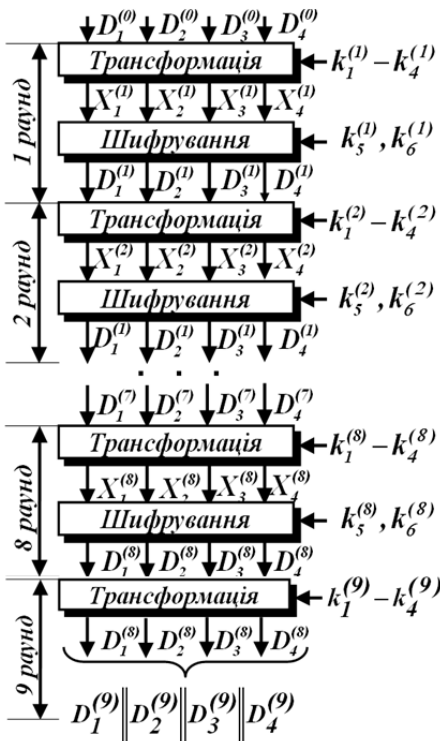 D₁⁽⁰⁾ D₂⁽⁰⁾ D₃⁽⁰⁾ D₄⁽⁰⁾
Трансформація k₁⁽¹⁾ – k₄⁽¹⁾
1 раунд
X₁⁽¹⁾ X₂⁽¹⁾ X₃⁽¹⁾ X₄⁽¹⁾
Шифрування k₅⁽¹⁾, k₆⁽¹⁾
D₁⁽¹⁾ D₂⁽¹⁾ D₃⁽¹⁾ D₄⁽¹⁾
Трансформація k₁⁽²⁾ – k₄⁽²⁾
2 раунд
X₁⁽²⁾ X₂⁽²⁾ X₃⁽²⁾ X₄⁽²⁾
Шифрування k₅⁽²⁾, k₆⁽²⁾
D₁⁽¹⁾ D₂⁽¹⁾ D₃⁽¹⁾ D₄⁽¹⁾
. . .
D₁⁽⁷⁾ D₂⁽⁷⁾ D₃⁽⁷⁾ D₄⁽⁷⁾
Трансформація k₁⁽⁸⁾ – k₄⁽⁸⁾
8 раунд
X₁⁽⁸⁾ X₂⁽⁸⁾ X₃⁽⁸⁾ X₄⁽⁸⁾
Шифрування k₅⁽⁸⁾, k₆⁽⁸⁾
D₁⁽⁸⁾ D₂⁽⁸⁾ D₃⁽⁸⁾ D₄⁽⁸⁾
Трансформація k₁⁽⁹⁾ – k₄⁽⁹⁾
9 раунд
D₁⁽⁸⁾ D₂⁽⁸⁾ D₃⁽⁸⁾ D₄⁽⁸⁾
D₁⁽⁹⁾ || D₂⁽⁹⁾ || D₃⁽⁹⁾ || D₄⁽⁹⁾